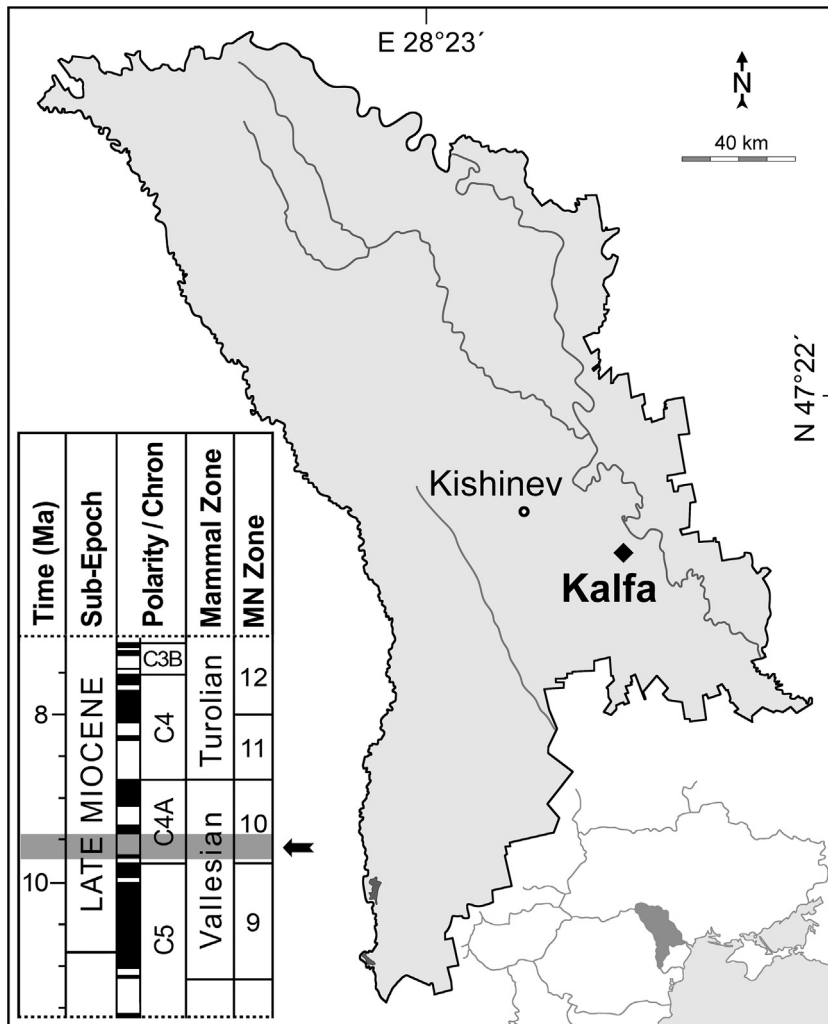 E 28°23´
N
40 km
N 47°22´
Kishinev
Kalfa
Time (Ma)
Sub-Epoch
Polarity / Chron
Mammal Zone
MN Zone
8
10
LATE MIOCENE
C3B
C4
C4A
C5
Turolian
Vallesian
12
11
10
9